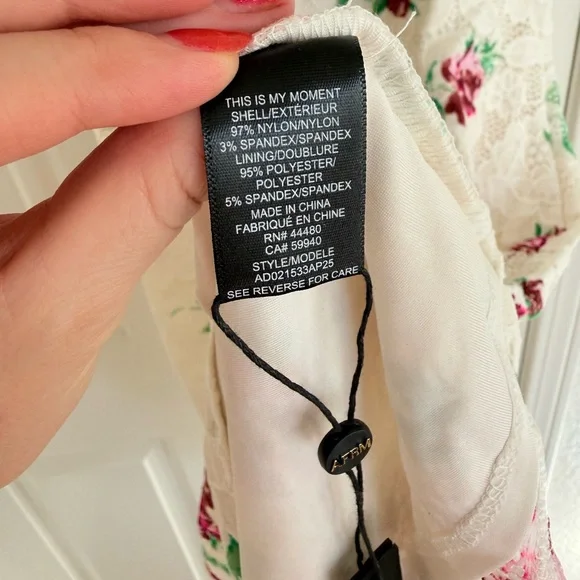 THIS IS MY MOMENT
SHELL/EXTÉRIEUR
97% NYLON/NYLON
3% SPANDEX/SPANDEX
LINING/DOUBLURE
95% POLYESTER/
POLYESTER
5% SPANDEX/SPANDEX
MADE IN CHINA
FABRIQUÉ EN CHINE
RN# 44480
CA# 59940
STYLE/MODELE
AD021533AP25
SEE REVERSE FOR CARE
AFRM